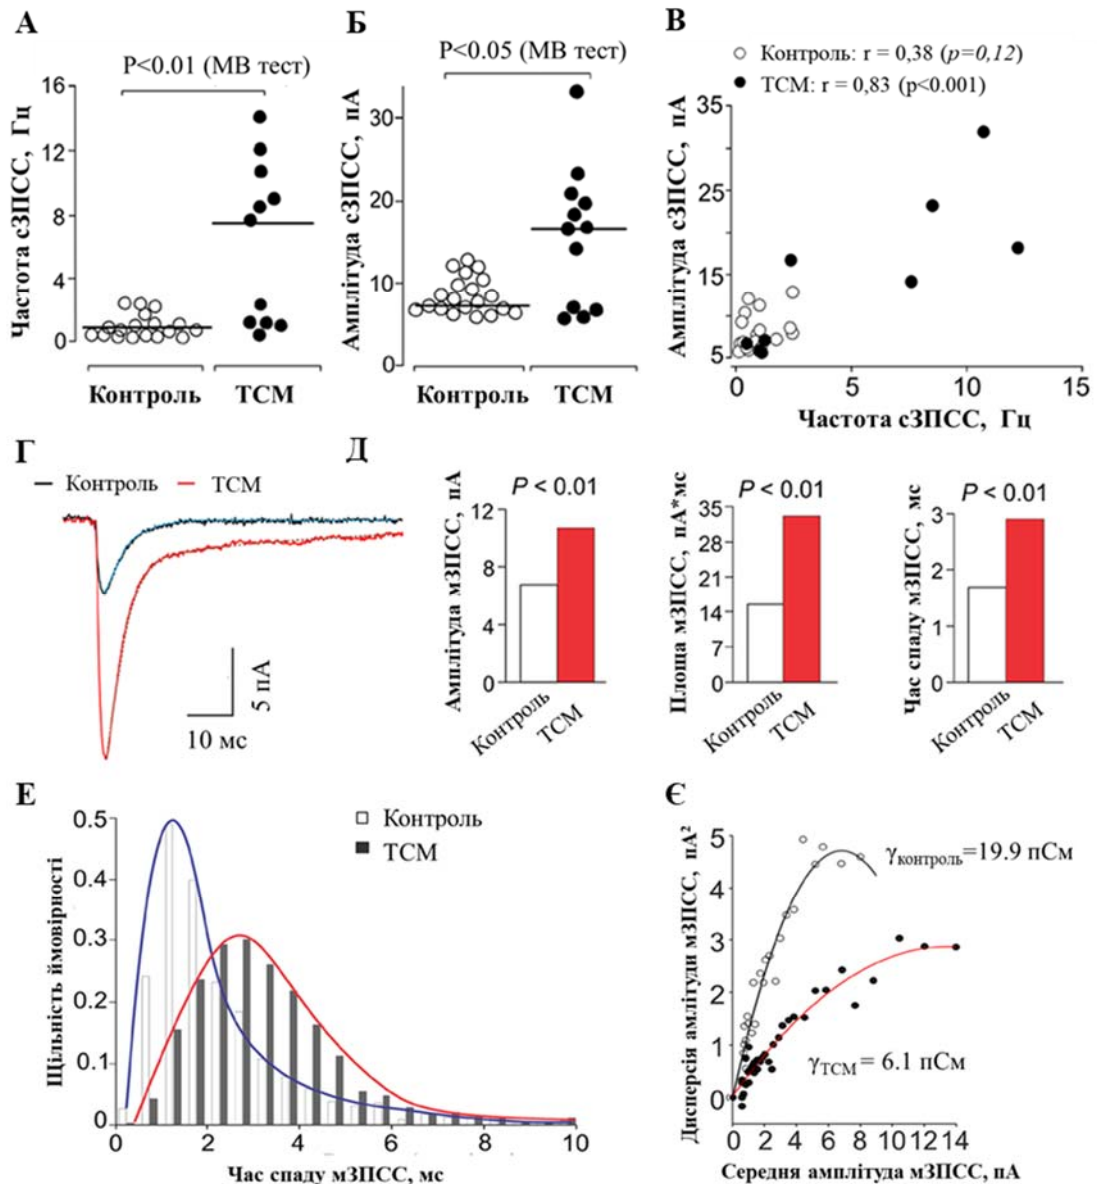 А
P<0.01 (МВ тест)
Частота сЗПСС, Гц
16
12
8
4
0
Контроль
ТСМ
Б
P<0.05 (МВ тест)
Амплітуда сЗПСС, пА
30
20
10
0
Контроль
ТСМ
В
Контроль: r = 0,38 (p=0,12)
ТСМ: r = 0,83 (p<0.001)
Амплітуда сЗПСС, пА
35
25
15
5
0
5
10
15
Частота сЗПСС, Гц
Г
Контроль
ТСМ
5 пА
10 мс
Д
Амплітуда мЗПСС, пА
P < 0.01
12
8
4
0
Контроль
ТСМ
Площа мЗПСС, пА*мс
P < 0.01
35
28
21
14
7
0
Контроль
ТСМ
Час спаду мЗПСС, мс
P < 0.01
3
2
1
0
Контроль
ТСМ
Е
Контроль
ТСМ
Щільність ймовірності
0.5
0.4
0.3
0.2
0.1
0
0
2
4
6
8
10
Час спаду мЗПСС, мс
Є
Дисперсія амлітуди мЗПСС, пА²
5
4
3
2
1
0
γконтроль=19.9 пСм
γТСМ= 6.1 пСм
0 2 4 6 8 10 12 14
Середня амплітуда мЗПСС, пА